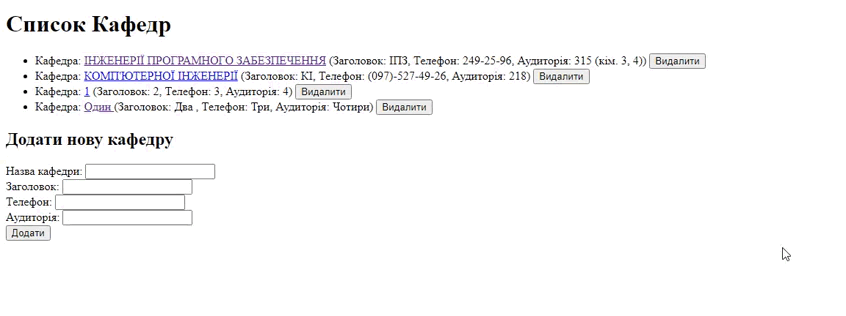 Список Кафедр
Кафедра: ІНЖЕНЕРІЇ ПРОГРАМНОГО ЗАБЕЗПЕЧЕННЯ (Заголовок: ІПЗ, Телефон: 249-25-96, Аудиторія: 315 (кім. 3, 4)) Видалити
Кафедра: КОМП'ЮТЕРНОЇ ІНЖЕНЕРІЇ (Заголовок: КІ, Телефон: (097)-527-49-26, Аудиторія: 218) Видалити
Кафедра: 1 (Заголовок: 2, Телефон: 3, Аудиторія: 4) Видалити
Кафедра: Один (Заголовок: Два , Телефон: Три, Аудиторія: Чотири) Видалити
Додати нову кафедру
Назва кафедри:
Заголовок:
Телефон:
Аудиторія:
Додати